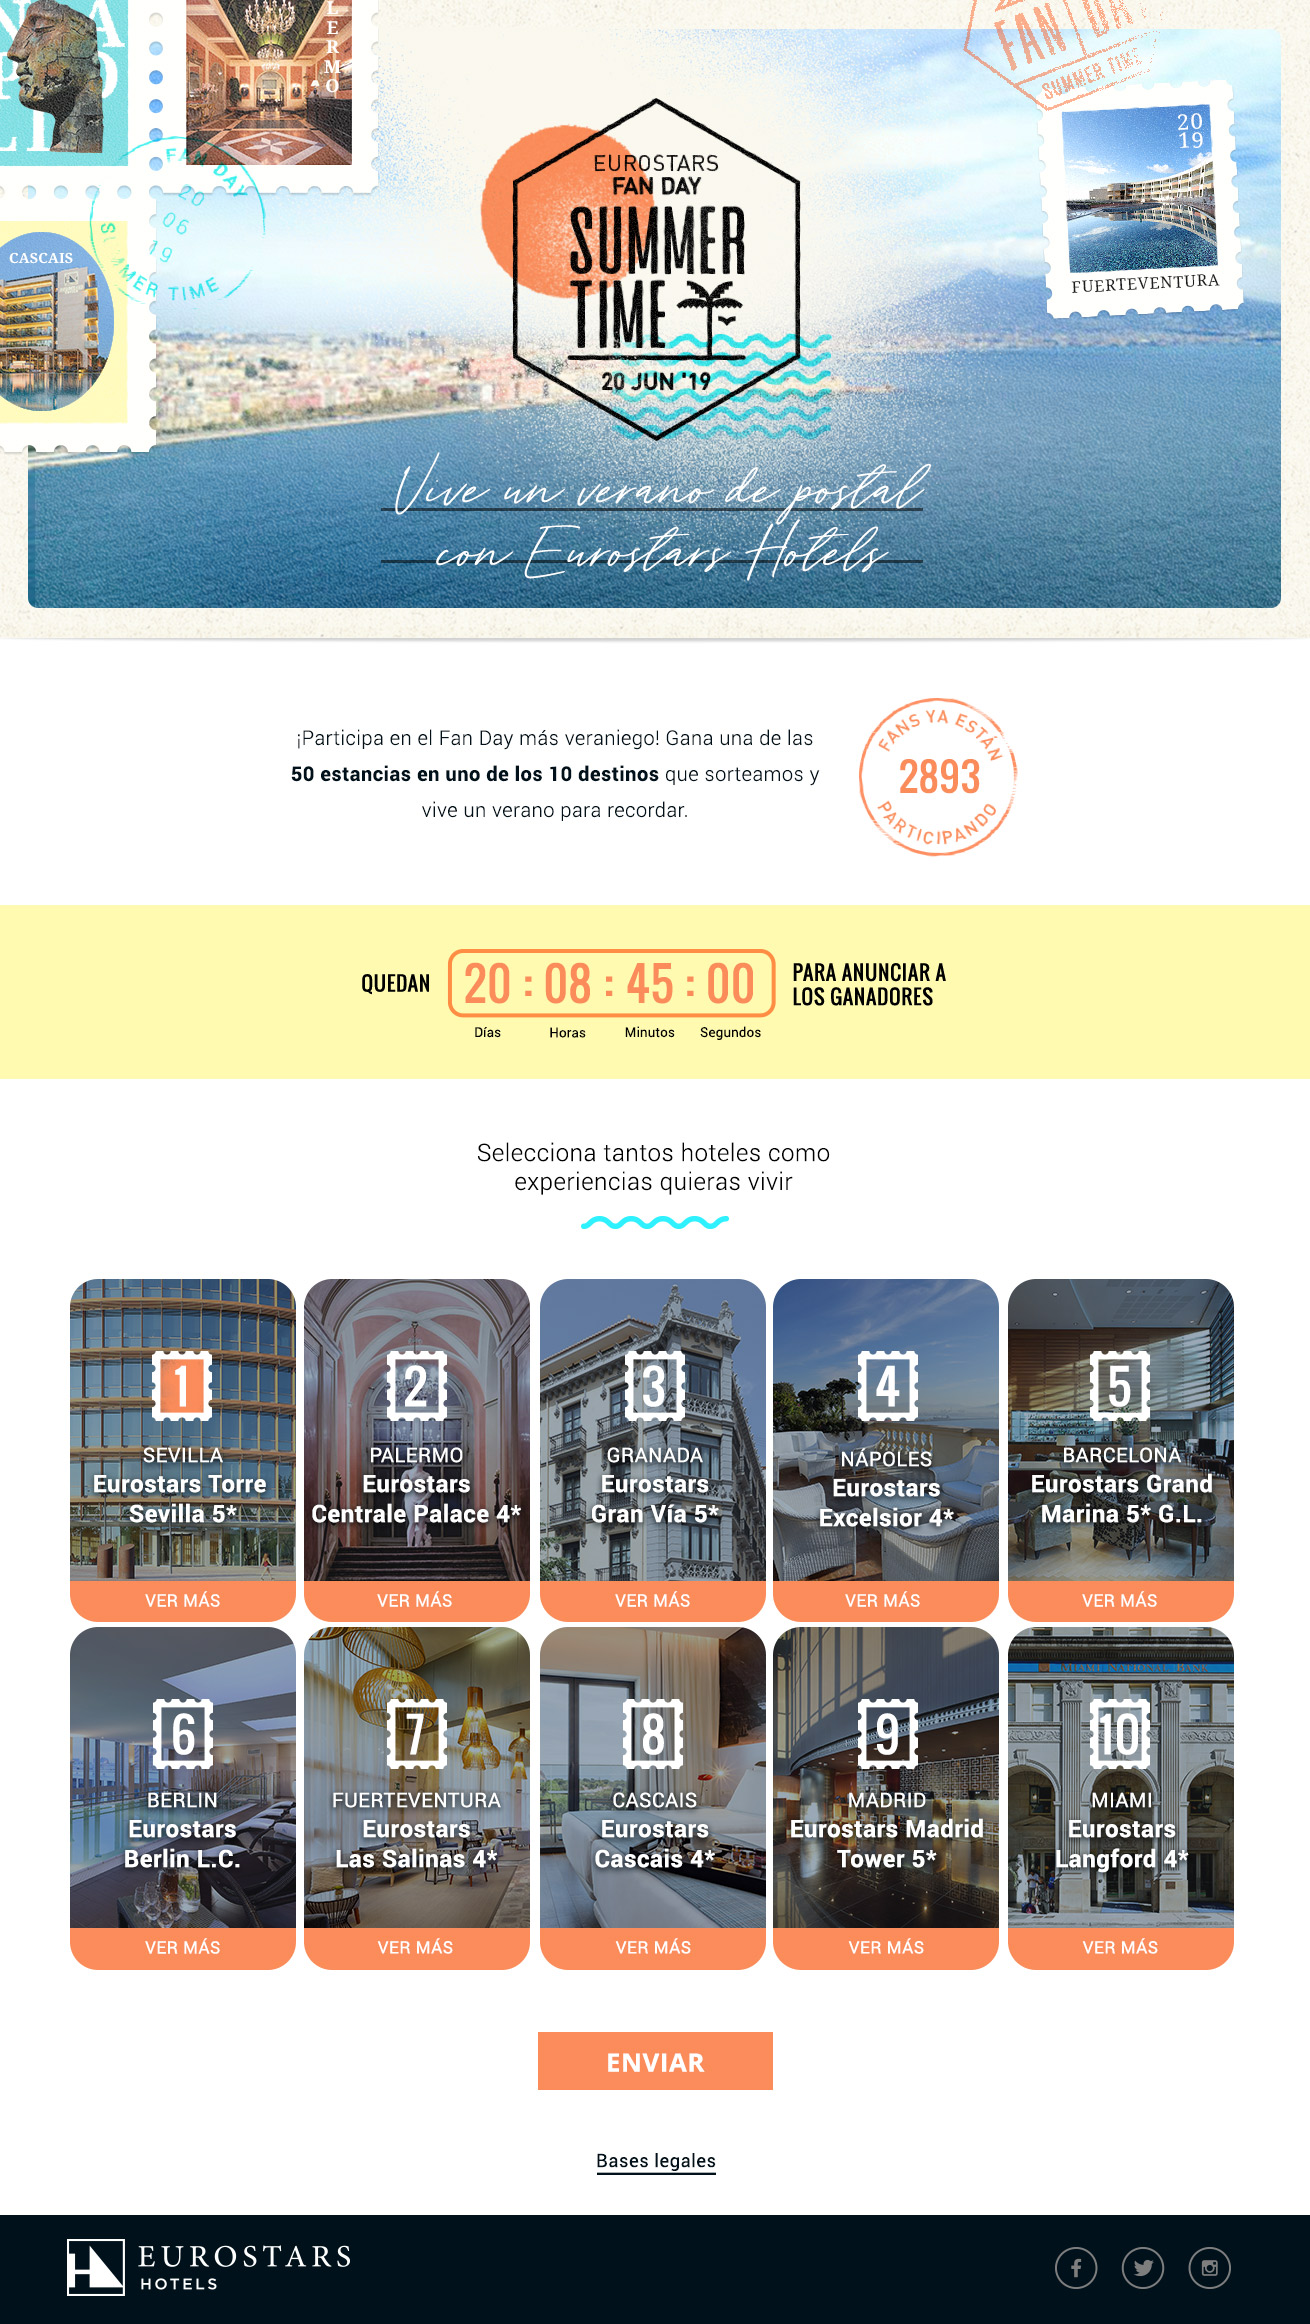 NA
PO
LI
LERMO
FAN DAY
20
06
19
SUMMER TIME
CASCAIS
FAN DAY
SUMMER TIME
20
19
FUERTEVENTURA
EUROSTARS
FAN DAY
SUMMER
TIME
20 JUN '19
Vive un verano de postal
con Eurostars Hotels
¡Participa en el Fan Day más veraniego! Gana una de las
50 estancias en uno de los 10 destinos que sorteamos y
vive un verano para recordar.
FANS YA ESTÁN
2893
PARTICIPANDO
QUEDAN
20 : 08 : 45 : 00
Días Horas Minutos Segundos
PARA ANUNCIAR A
LOS GANADORES
Selecciona tantos hoteles como
experiencias quieras vivir
1
SEVILLA
Eurostars Torre
Sevilla 5*
VER MÁS
2
PALERMO
Eurostars
Centrale Palace 4*
VER MÁS
3
GRANADA
Eurostars
Gran Vía 5*
VER MÁS
4
NÁPOLES
Eurostars
Excelsior 4*
VER MÁS
5
BARCELONA
Eurostars Grand
Marina 5* G.L.
VER MÁS
6
BERLIN
Eurostars
Berlin L.C.
VER MÁS
7
FUERTEVENTURA
Eurostars
Las Salinas 4*
VER MÁS
8
CASCAIS
Eurostars
Cascais 4*
VER MÁS
9
MADRID
Eurostars Madrid
Tower 5*
VER MÁS
10
MIAMI
Eurostars
Langford 4*
VER MÁS
ENVIAR
Bases legales
EUROSTARS
HOTELS